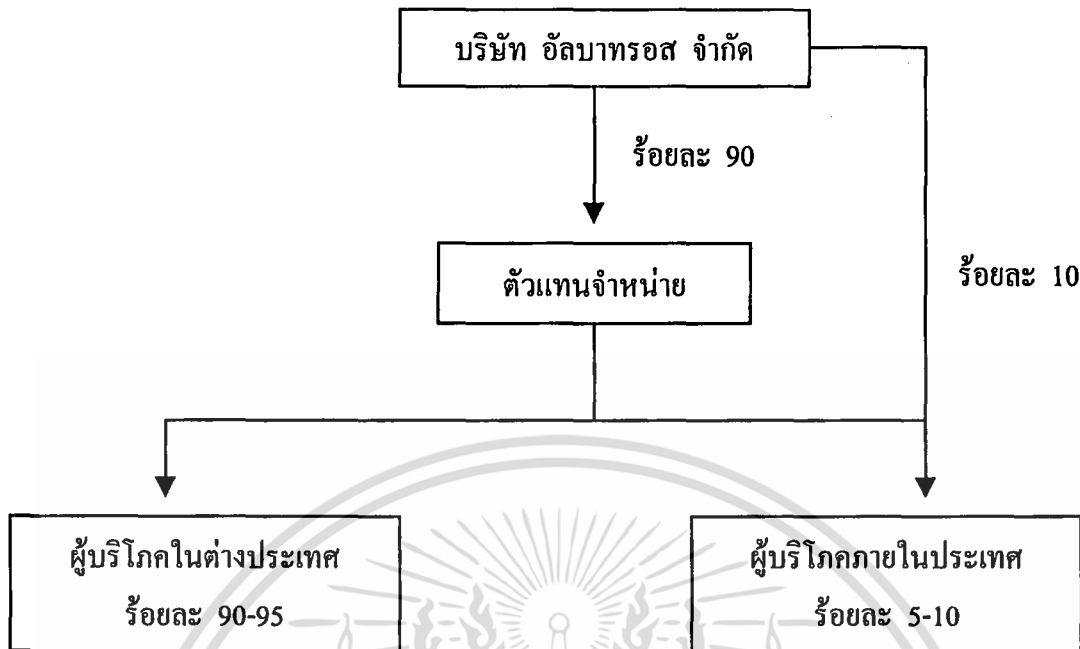 บริษัท อัลบาทรอส จำกัด
ร้อยละ 90
ตัวแทนจำหน่าย
ร้อยละ 10
ผู้บริโภคในต่างประเทศ
ร้อยละ 90-95
ผู้บริโภคภายในประเทศ
ร้อยละ 5-10